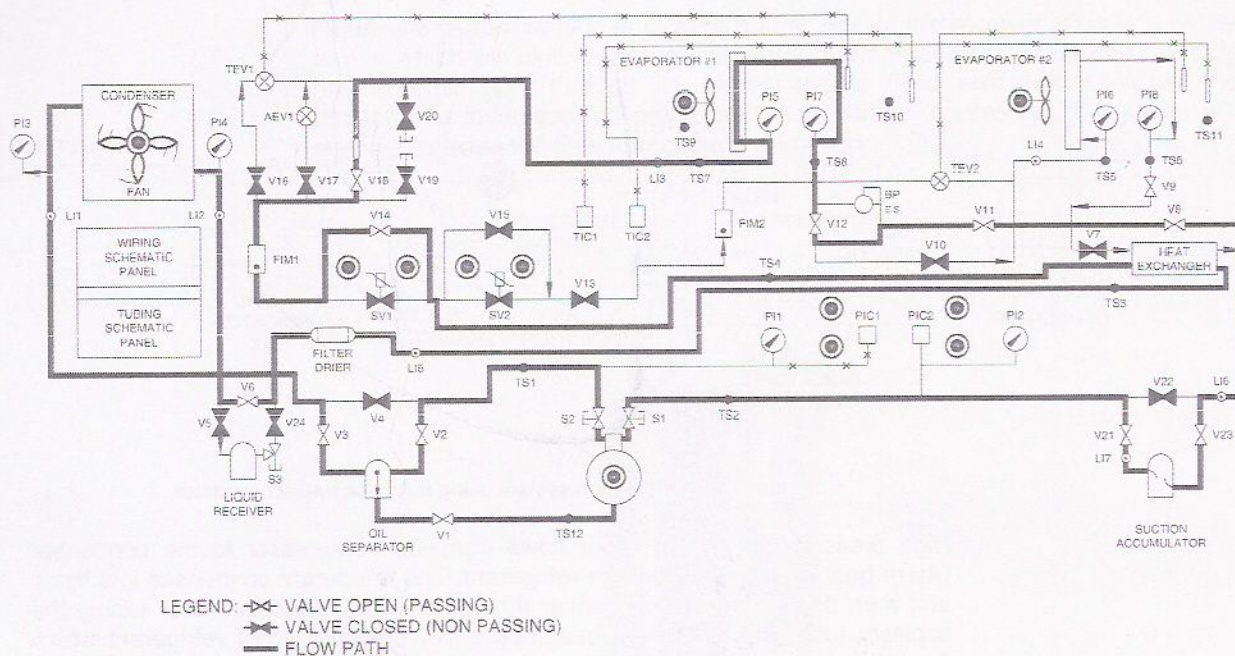 TEV1
EVAPORATOR #1
EVAPORATOR #2
CONDENSER
FAN
PI3
PI4
AEV1
V20
PI5
PI7
TS10
TS9
PI6
PI8
TS11
V16
V17
V18
V19
LI3
TS7
TS8
TEV2
LI4
TS5
V9
LI1
LI2
V14
V15
TIC1
TIC2
FIM2
BP
E.S.
V12
V11
V8
WIRING
SCHEMATIC
PANEL
FIM1
V10
V7
HEAT
EXCHANGER
TS4
V13
TS3
SV1
SV2
TUBING
SCHEMATIC
PANEL
FILTER
DRIER
LI5
PI1
PIC1
PIC2
PI2
V6
TS1
V22
LI6
V5
V24
V4
S2
S1
TS2
V3
V2
V21
V23
S3
LI7
LIQUID
RECEIVER
OIL
SEPARATOR
V1
TS12
SUCTION
ACCUMULATOR
LEGEND: VALVE OPEN (PASSING)
VALVE CLOSED (NON PASSING)
FLOW PATH